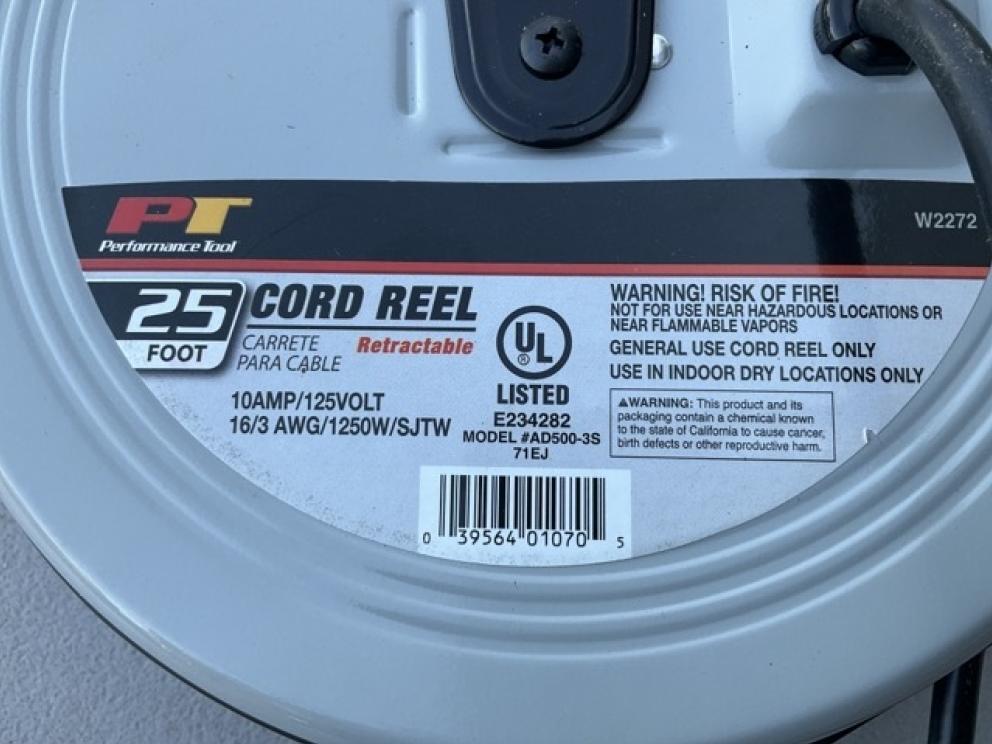 PT
Performance Tool
W2272
25
FOOT
CORD REEL
CARRETE
PARA CABLE
Retractable
10AMP/125VOLT
16/3 AWG/1250W/SJTW
UL
®
LISTED
E234282
MODEL #AD500-3S
71EJ
WARNING! RISK OF FIRE!
NOT FOR USE NEAR HAZARDOUS LOCATIONS OR
NEAR FLAMMABLE VAPORS
GENERAL USE CORD REEL ONLY
USE IN INDOOR DRY LOCATIONS ONLY
▲WARNING: This product and its
packaging contain a chemical known
to the state of California to cause cancer,
birth defects or other reproductive harm.
0 39564 01070 5